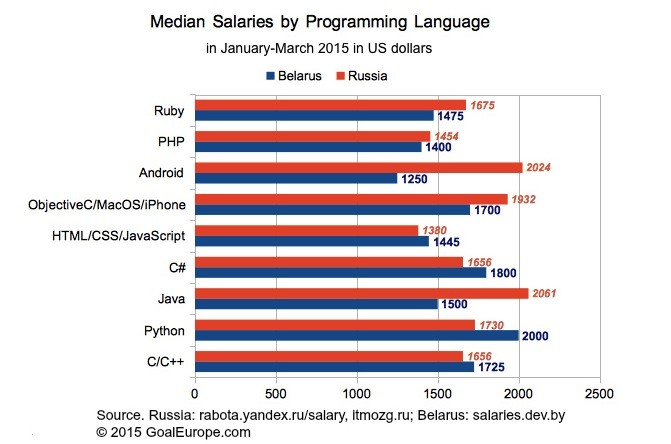 Median Salaries by Programming Language
in January-March 2015 in US dollars
Belarus Russia
Ruby 1675
1475
PHP 1454
1400
Android 2024
1250
ObjectiveC/MacOS/iPhone 1932
1700
HTML/CSS/JavaScript 1380
1445
C# 1656
1800
Java 2061
1500
Python 1730
2000
C/C++ 1656
1725
0 500 1000 1500 2000 2500
Source. Russia: rabota.yandex.ru/salary, itmozg.ru; Belarus: salaries.dev.by
© 2015 GoalEurope.com